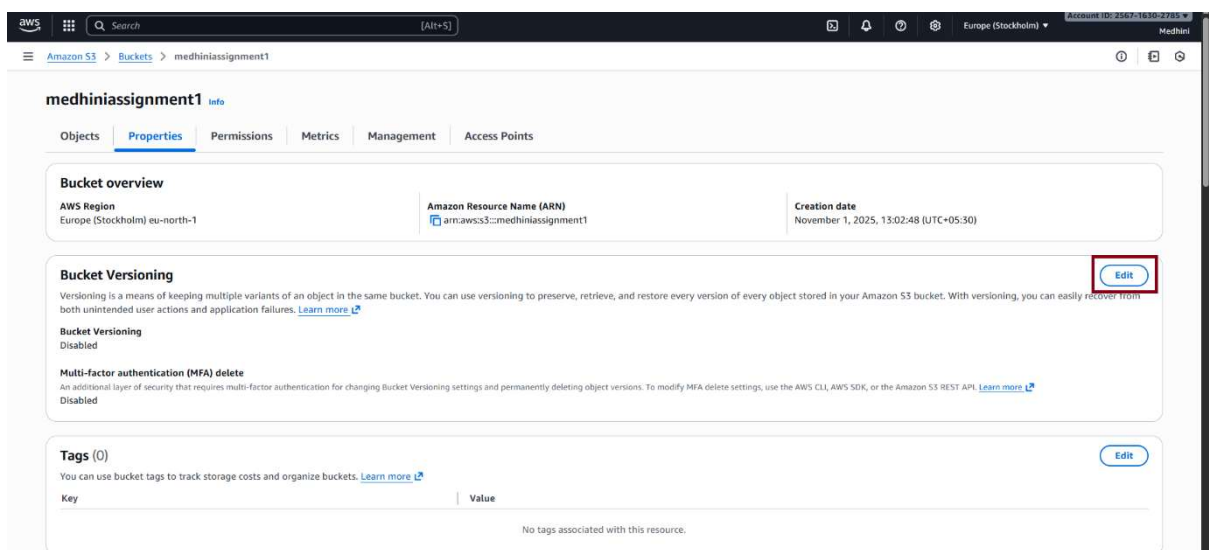 aws
Search [Alt+S] Europe (Stockholm) Account ID: 2567-1630-2785
Medhini
Amazon S3 > Buckets > medhiniassignment1
medhiniassignment1 Info
Objects Properties Permissions Metrics Management Access Points
Bucket overview
AWS Region
Europe (Stockholm) eu-north-1
Amazon Resource Name (ARN)
arn:aws:s3:::medhiniassignment1
Creation date
November 1, 2025, 13:02:48 (UTC+05:30)
Bucket Versioning Edit
Versioning is a means of keeping multiple variants of an object in the same bucket. You can use versioning to preserve, retrieve, and restore every version of every object stored in your Amazon S3 bucket. With versioning, you can easily recover from
both unintended user actions and application failures. Learn more
Bucket Versioning
Disabled
Multi-factor authentication (MFA) delete
An additional layer of security that requires multi-factor authentication for changing Bucket Versioning settings and permanently deleting object versions. To modify MFA delete settings, use the AWS CLI, AWS SDK, or the Amazon S3 REST API. Learn more
Disabled
Tags (0) Edit
You can use bucket tags to track storage costs and organize buckets. Learn more
Key Value
No tags associated with this resource.